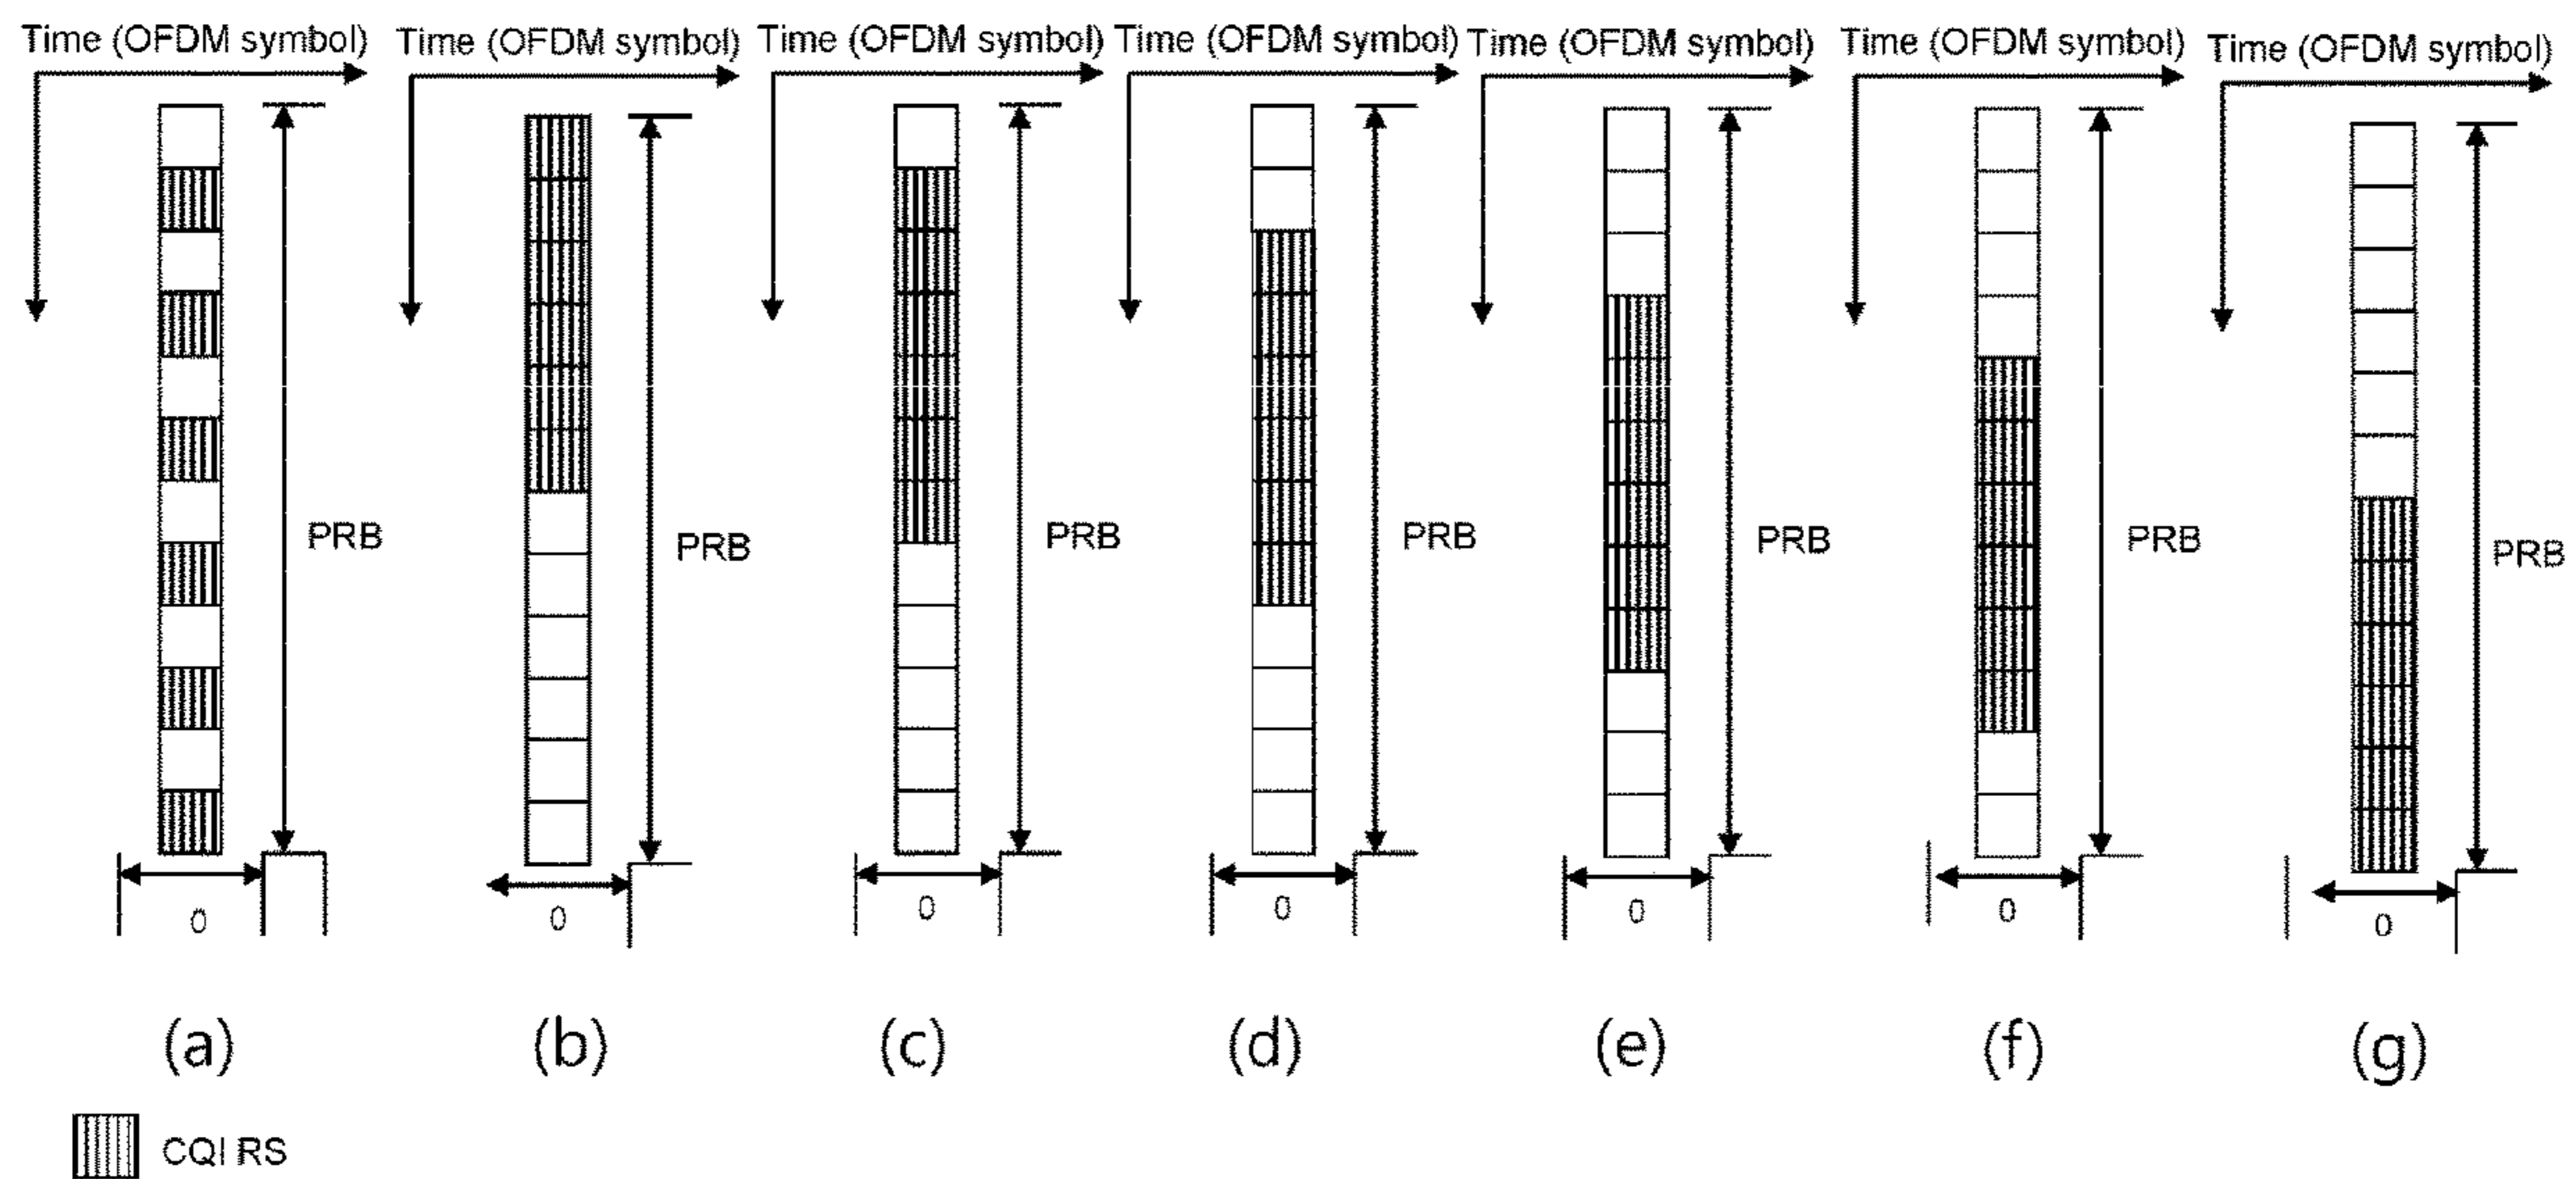 Time (OFDM symbol) Time (OFDM symbol) Time (OFDM symbol) Time (OFDM symbol) Time (OFDM symbol) Time (OFDM symbol) Time (OFDM symbol)
PRB PRB PRB PRB PRB PRB PRB
0 0 0 0 0 0 0
(a) (b) (c) (d) (e) (f) (g)
CQI RS